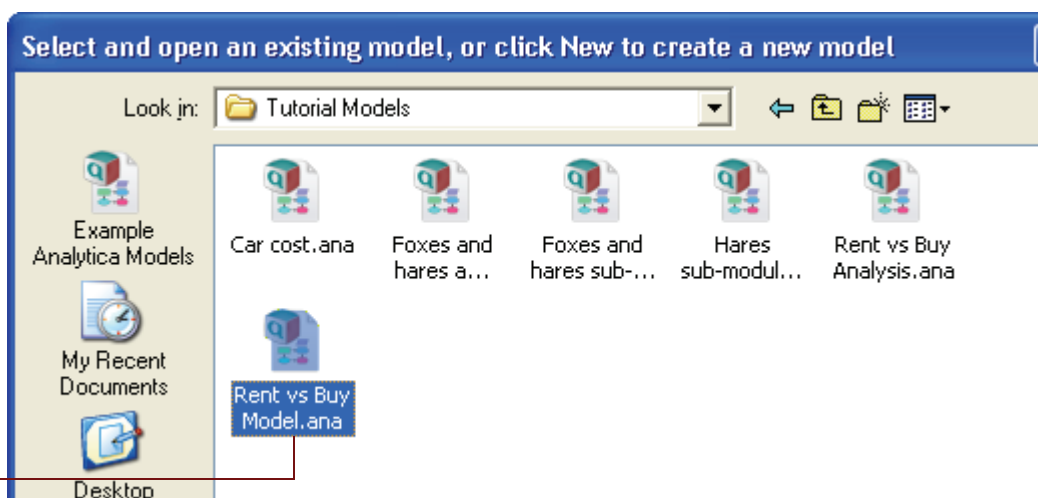 Select and open an existing model, or click New to create a new model
Look in:
Tutorial Models
Example
Analytica Models
My Recent
Documents
Desktop
Car cost.ana
Foxes and
hares a...
Foxes and
hares sub-...
Hares
sub-modul...
Rent vs Buy
Analysis.ana
Rent vs Buy
Model.ana